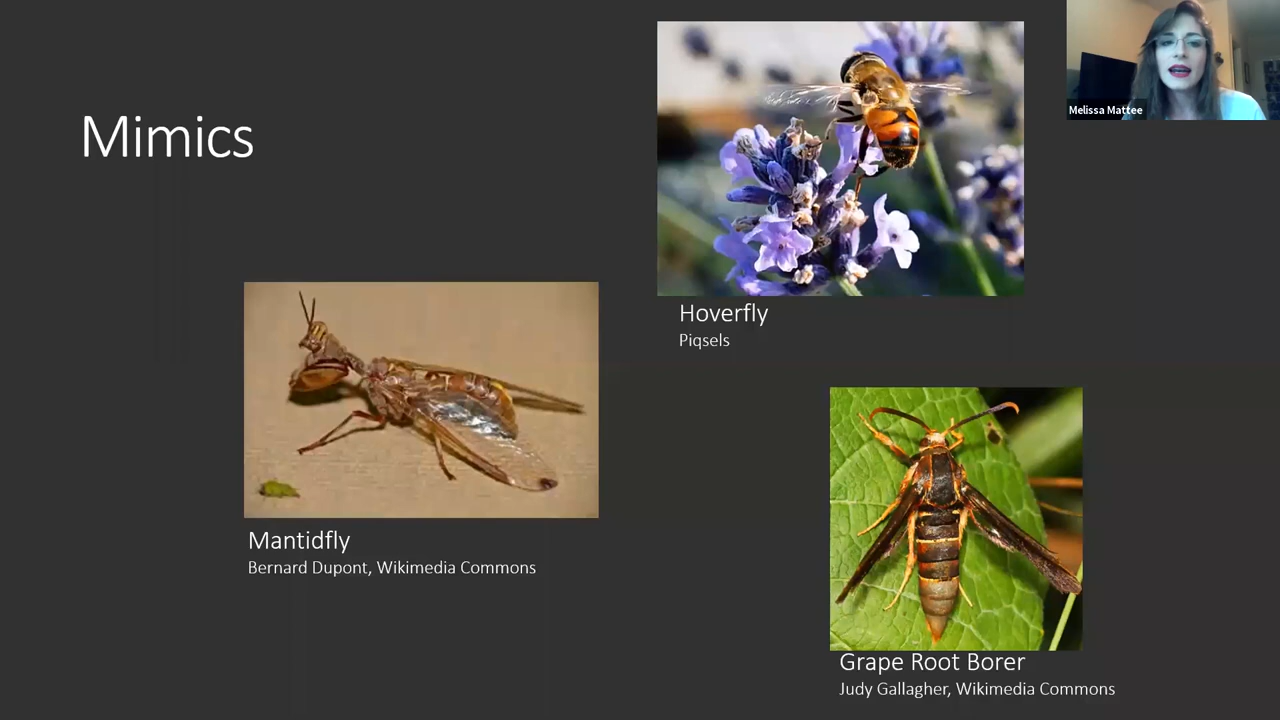 Mimics
Melissa Mattee
Hoverfly
Piqsels
Mantidfly
Bernard Dupont, Wikimedia Commons
Grape Root Borer
Judy Gallagher, Wikimedia Commons